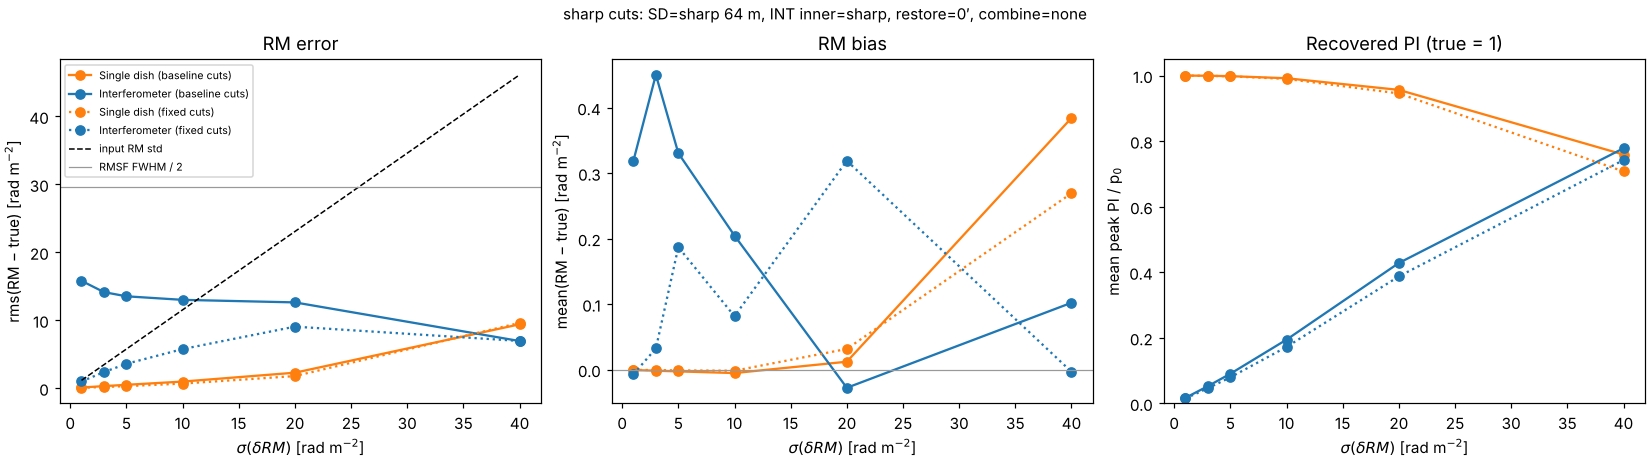 sharp cuts: SD=sharp 64 m, INT inner=sharp, restore=0′, combine=none
RM error
rms(RM − true) [rad m⁻²]
40
30
20
10
0
Single dish (baseline cuts)
Interferometer (baseline cuts)
Single dish (fixed cuts)
Interferometer (fixed cuts)
input RM std
RMSF FWHM / 2
0 5 10 15 20 25 30 35 40
σ(δRM) [rad m⁻²]
RM bias
mean(RM − true) [rad m⁻²]
0.4
0.3
0.2
0.1
0.0
0 5 10 15 20 25 30 35 40
σ(δRM) [rad m⁻²]
Recovered PI (true = 1)
mean peak PI / p₀
1.0
0.8
0.6
0.4
0.2
0.0
0 5 10 15 20 25 30 35 40
σ(δRM) [rad m⁻²]